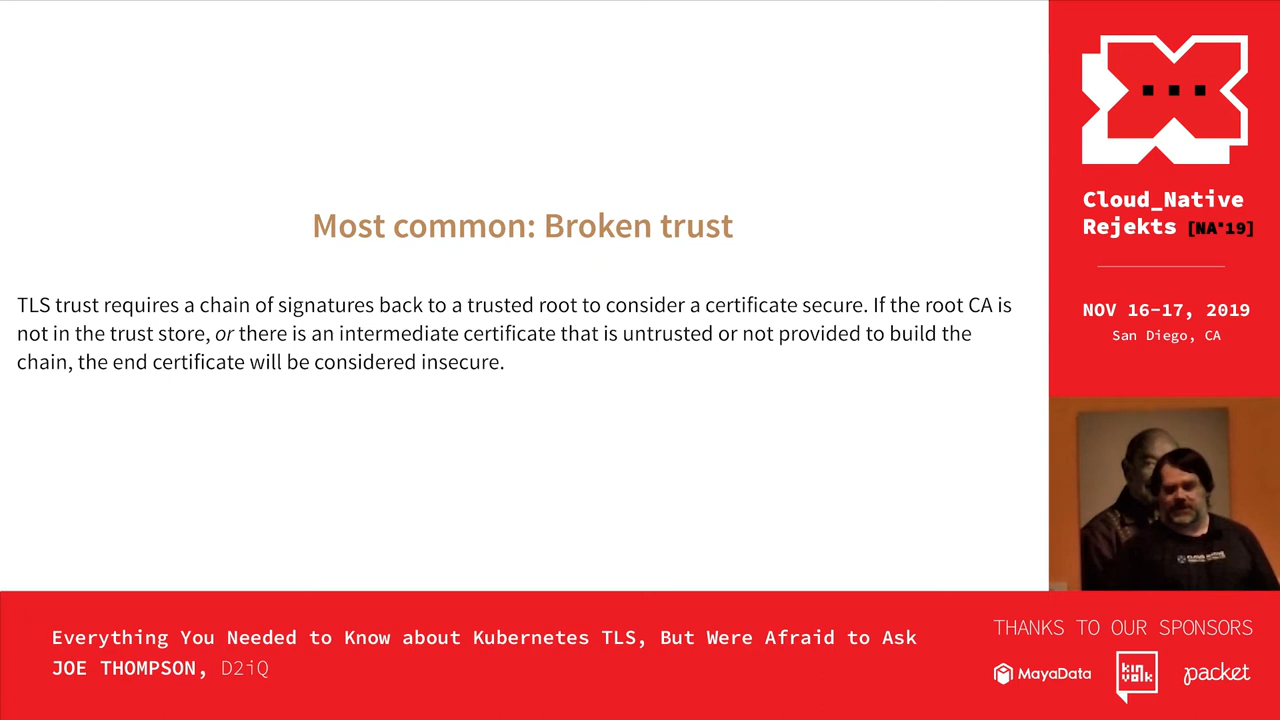 Most common: Broken trust
TLS trust requires a chain of signatures back to a trusted root to consider a certificate secure. If the root CA is
not in the trust store, or there is an intermediate certificate that is untrusted or not provided to build the
chain, the end certificate will be considered insecure.
Cloud_Native
Rejekts [NA'19]
NOV 16-17, 2019
San Diego, CA
Everything You Needed to Know about Kubernetes TLS, But Were Afraid to Ask
JOE THOMPSON, D2iQ
THANKS TO OUR SPONSORS
MayaData
kinvolk
packet